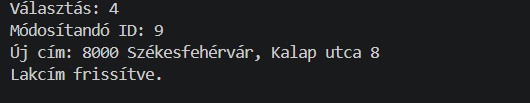 Választás: 4
Módosítandó ID: 9
Új cím: 8000 Székesfehérvár, Kalap utca 8
Lakcím frissítve.